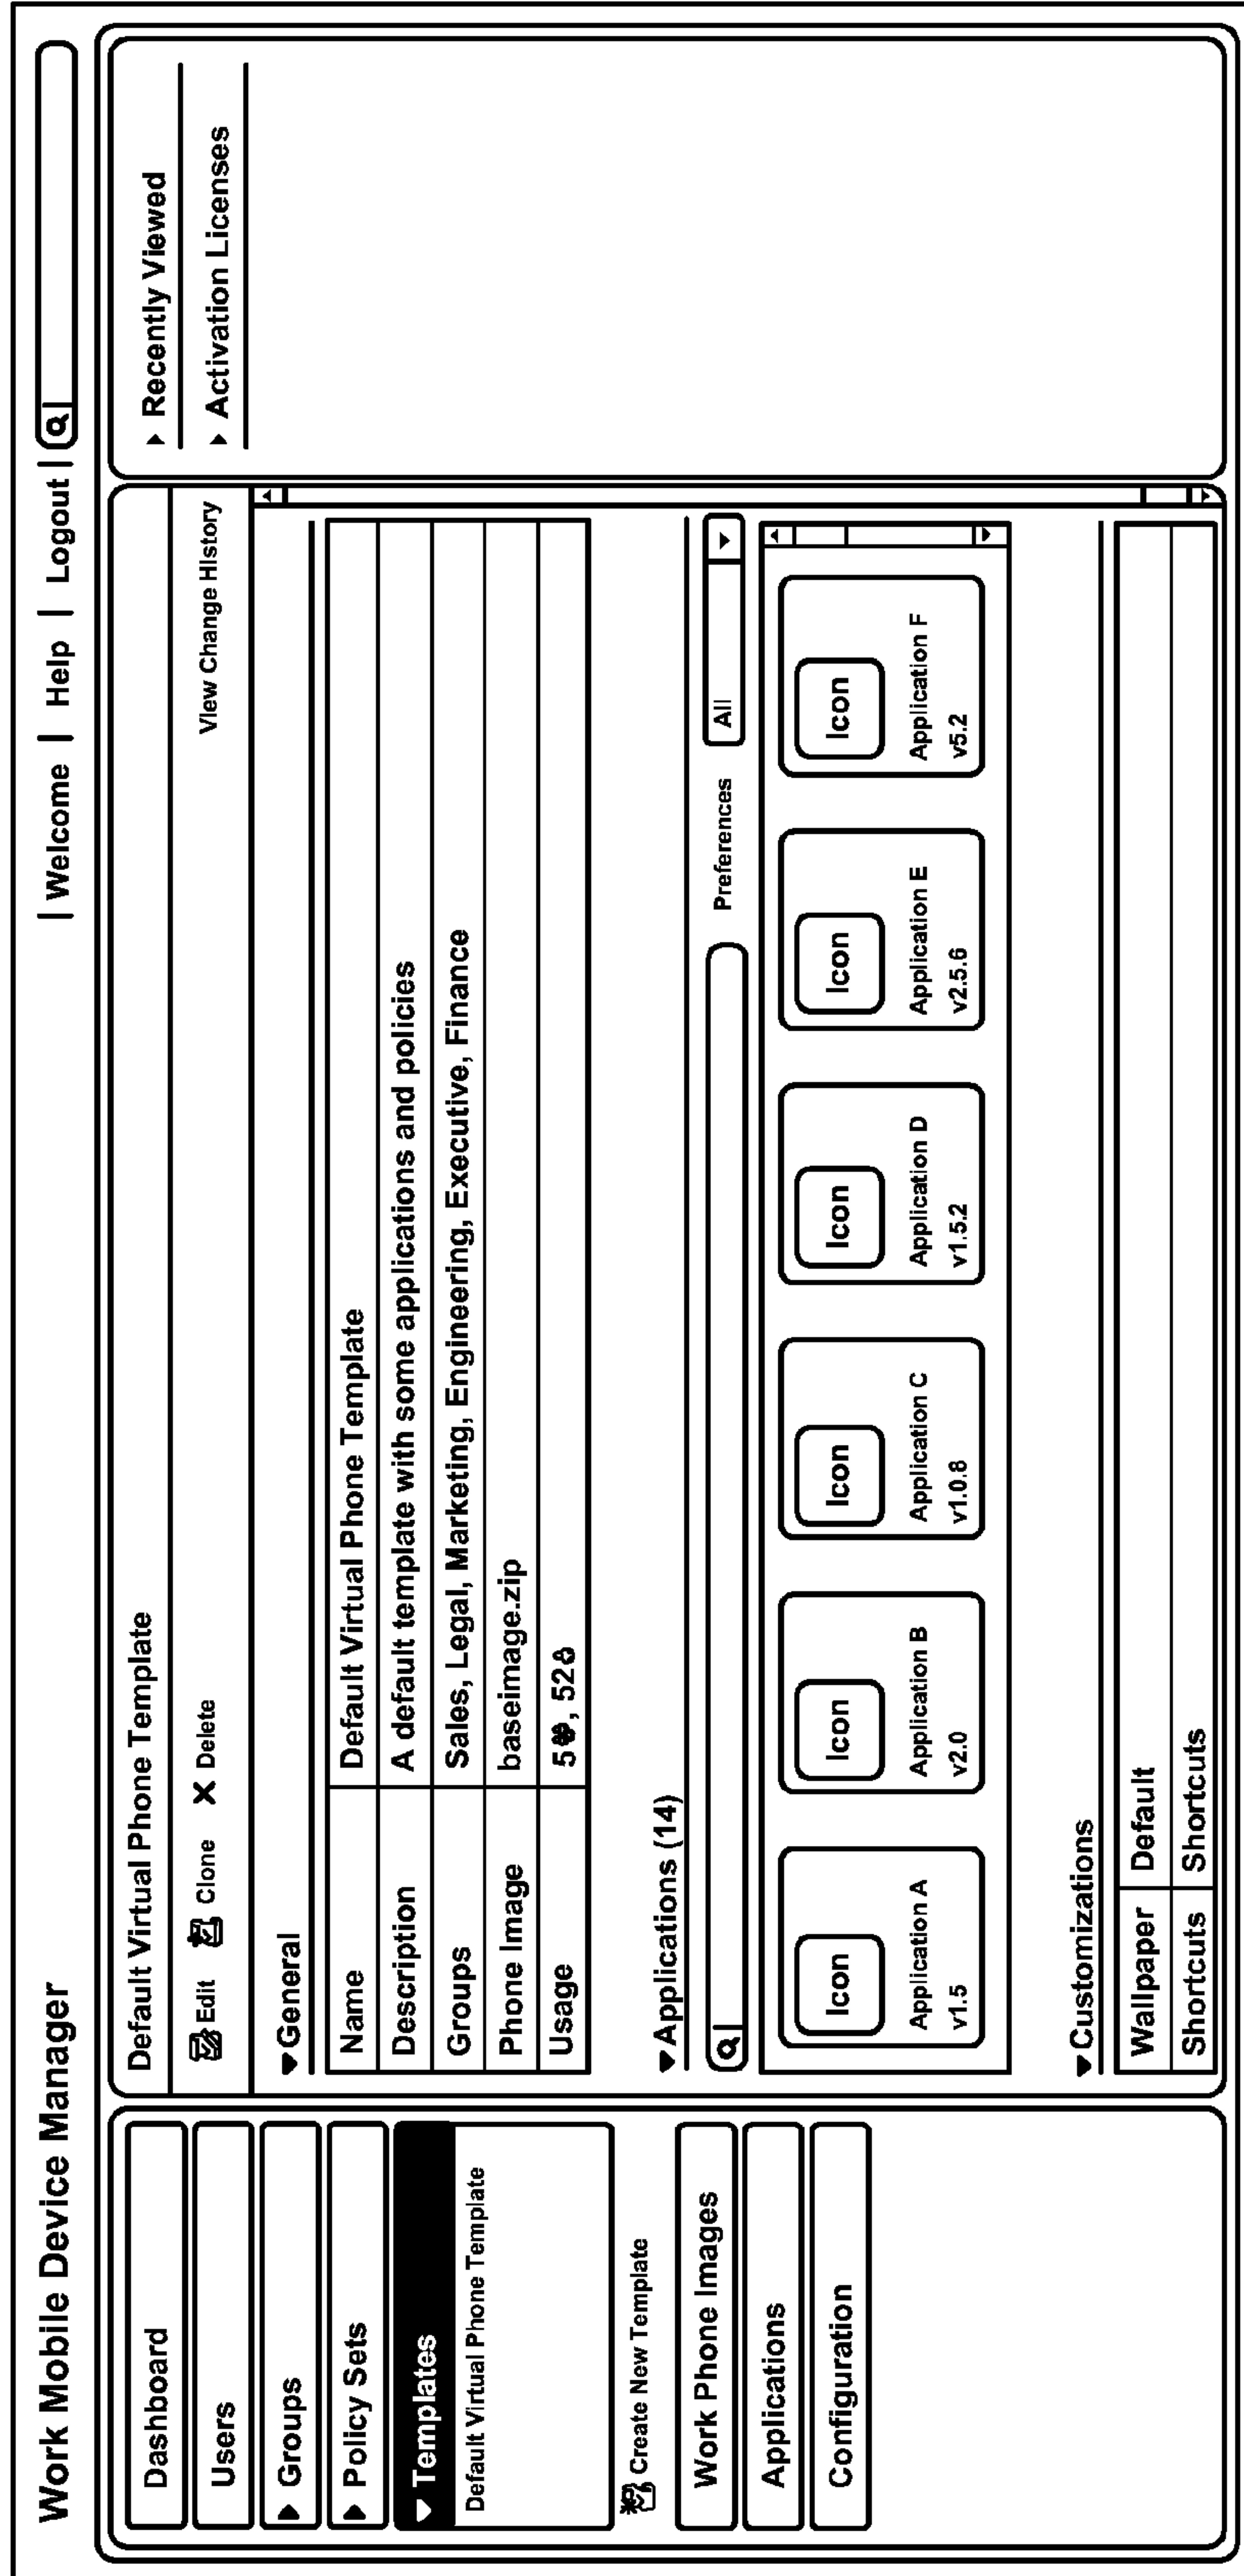 Work Mobile Device Manager
| Welcome | Help | Logout |
Dashboard
Users
Groups
Policy Sets
Templates
Default Virtual Phone Template
Create New Template
Work Phone Images
Applications
Configuration
Default Virtual Phone Template
Edit Clone Delete View Change History
General
Name Default Virtual Phone Template
Description A default template with some applications and policies
Groups Sales, Legal, Marketing, Engineering, Executive, Finance
Phone Image baseimage.zip
Usage 5, 52
Applications (14)
Preferences All
Icon Icon Icon Icon Icon Icon
Application A Application B Application C Application D Application E Application F
v1.5 v2.0 v1.0.8 v1.5.2 v2.5.6 v5.2
Customizations
Wallpaper Default
Shortcuts Shortcuts
Recently Viewed
Activation Licenses